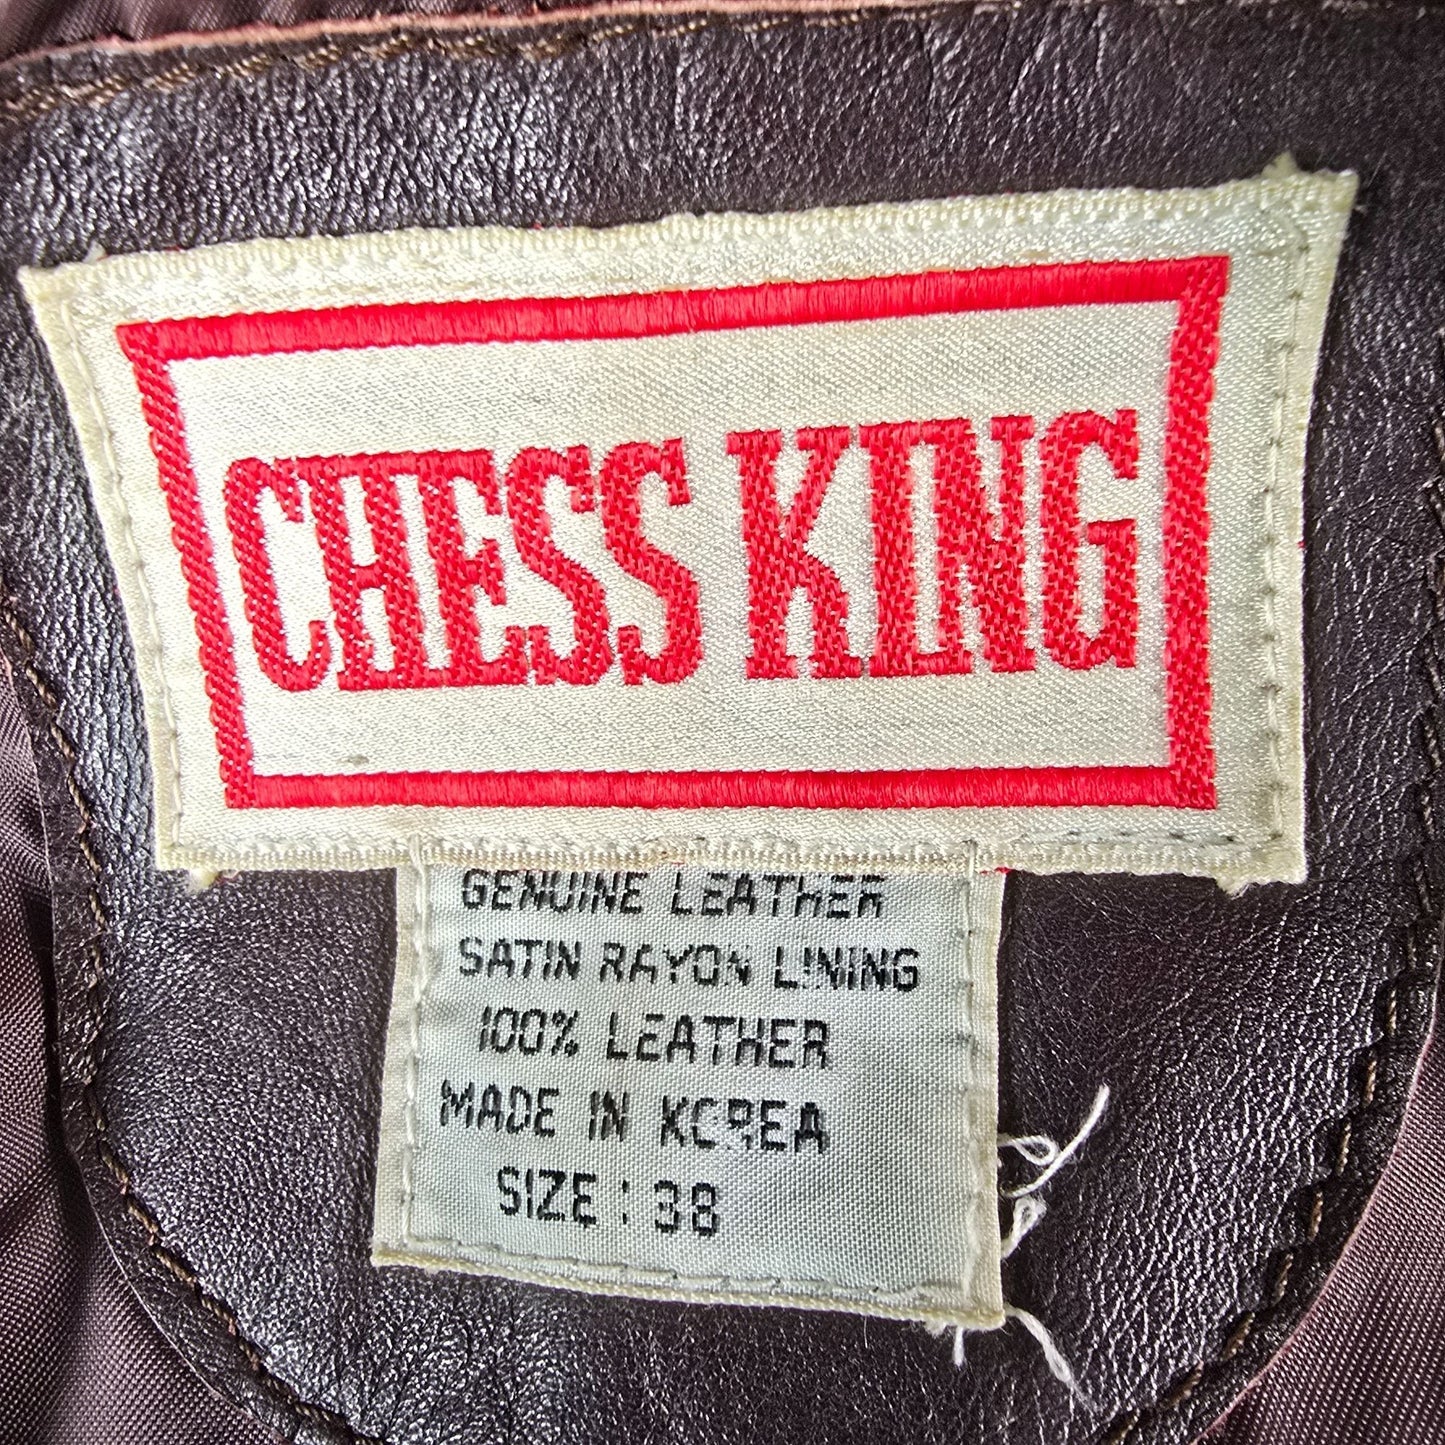 CHESS KING
GENUINE LEATHER
SATIN RAYON LINING
100% LEATHER
MADE IN KOREA
SIZE : 38